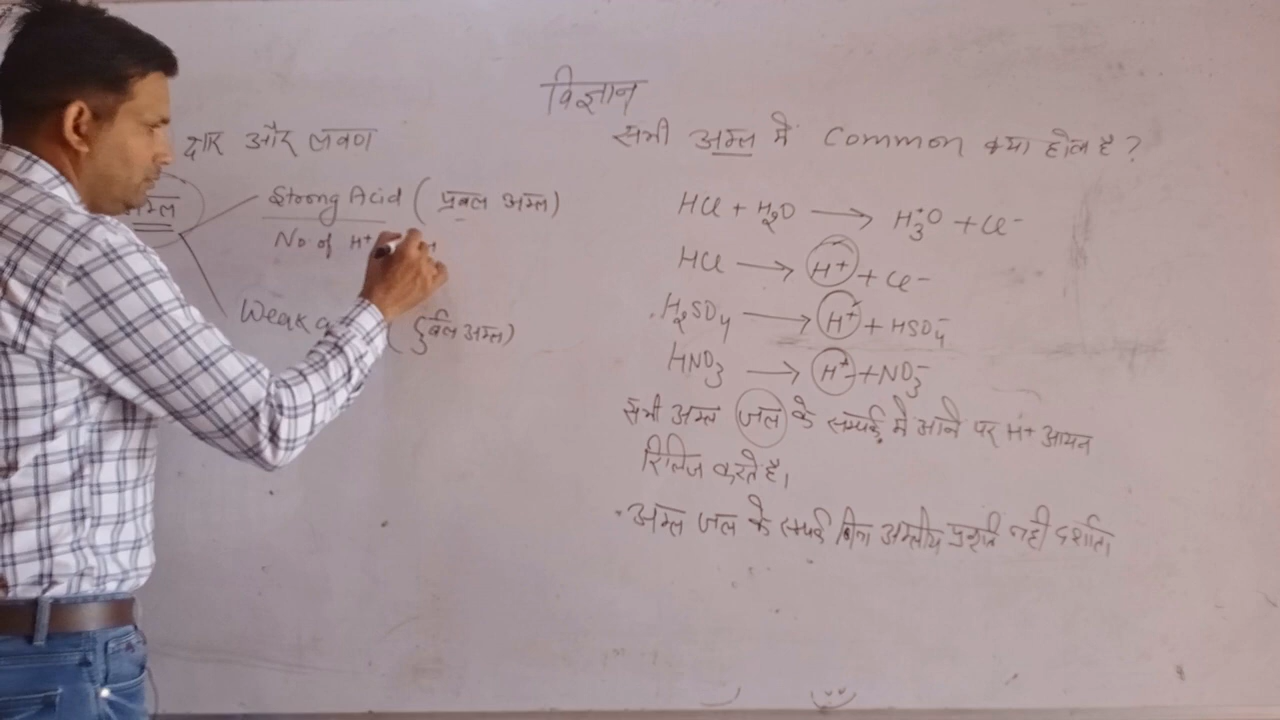 विज्ञान
क्षार और लवण
अम्ल
Strong Acid ( प्रबल अम्ल)
No. of H+
Weak a ( दुर्बल अम्ल)
सभी अम्ल में Common क्या होता है ?
HCl + H2O → H3+O + Cl-
HCl → H+ + Cl-
H2SO4 → H+ + HSO4-
HNO3 → H+ + NO3-
सभी अम्ल जल के सम्पर्क में आने पर H+ आयन
रिलिज करते है।
· अम्ल जल के सम्पर्क बिना अम्लीय प्रकृति नही दर्शाते।